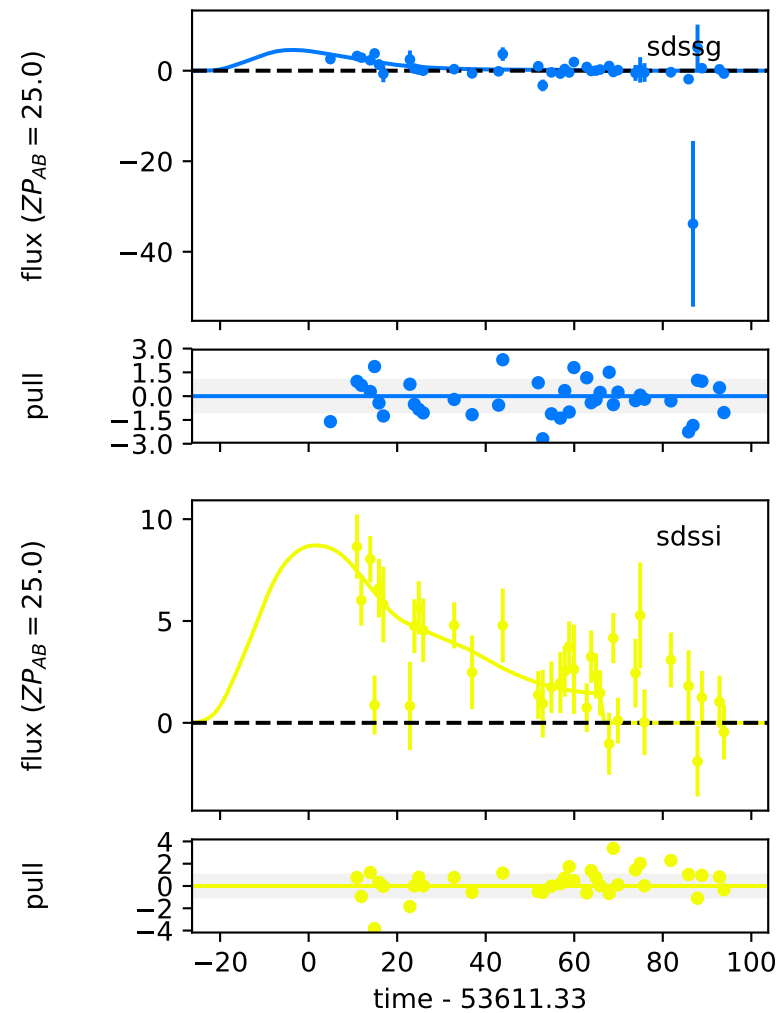 sdssg
flux (ZP_AB = 25.0)
0
−20
−40
pull
3.0
1.5
0.0
−1.5
−3.0
sdssi
flux (ZP_AB = 25.0)
10
5
0
pull
4
2
0
−2
−4
−20 0 20 40 60 80 100
time - 53611.33